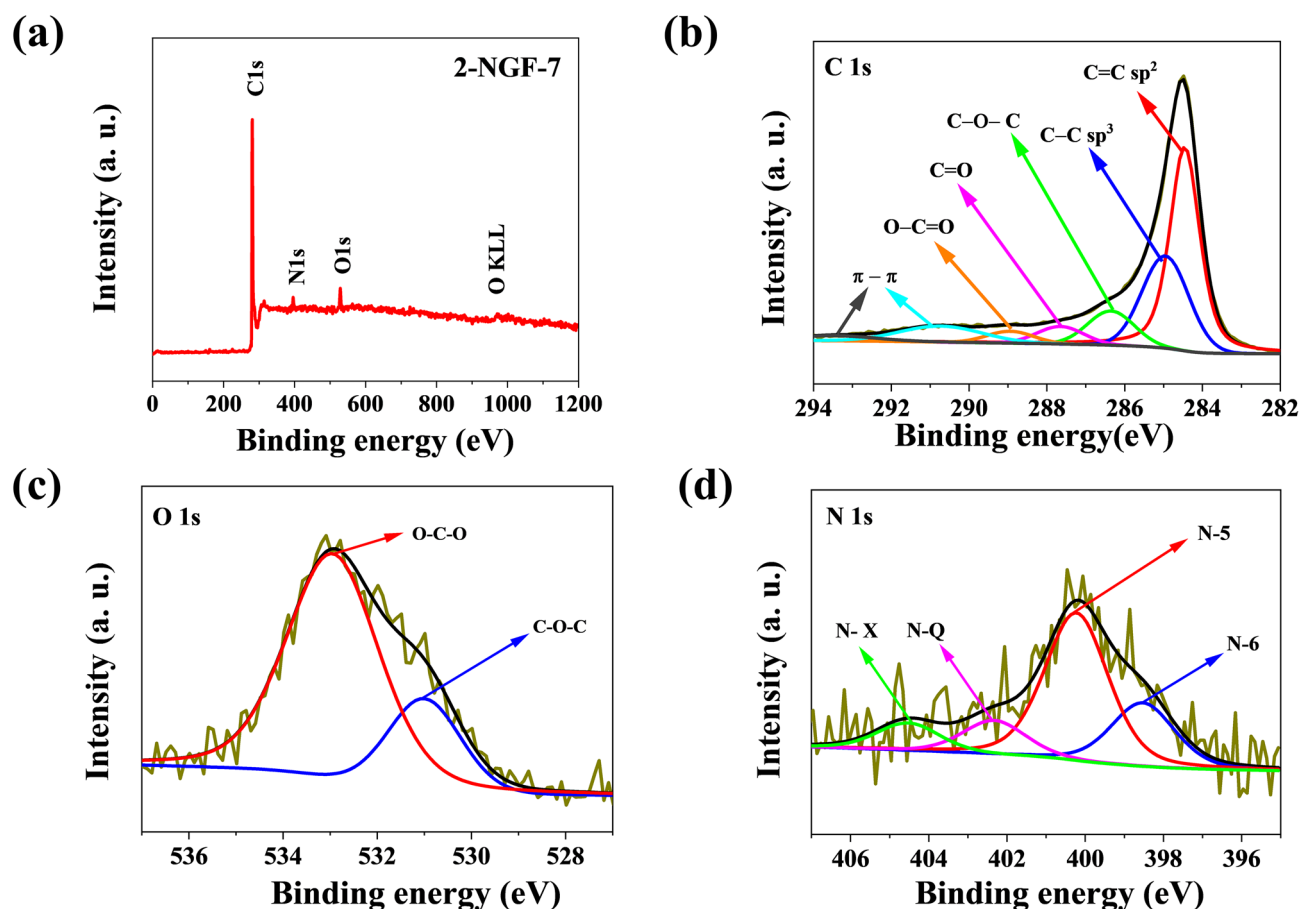 (a)
2-NGF-7
C1s
N1s
O1s
O KLL
Intensity (a. u.)
0 200 400 600 800 1000 1200
Binding energy (eV)
(b)
C 1s
C=C sp²
C–O– C
C–C sp³
C=O
O–C=O
π – π
Intensity (a. u.)
294 292 290 288 286 284 282
Binding energy(eV)
(c)
O 1s
O-C-O
C-O-C
Intensity (a. u.)
536 534 532 530 528
Binding energy (eV)
(d)
N 1s
N-5
N- X
N-Q
N-6
Intensity (a. u.)
406 404 402 400 398 396
Binding energy (eV)